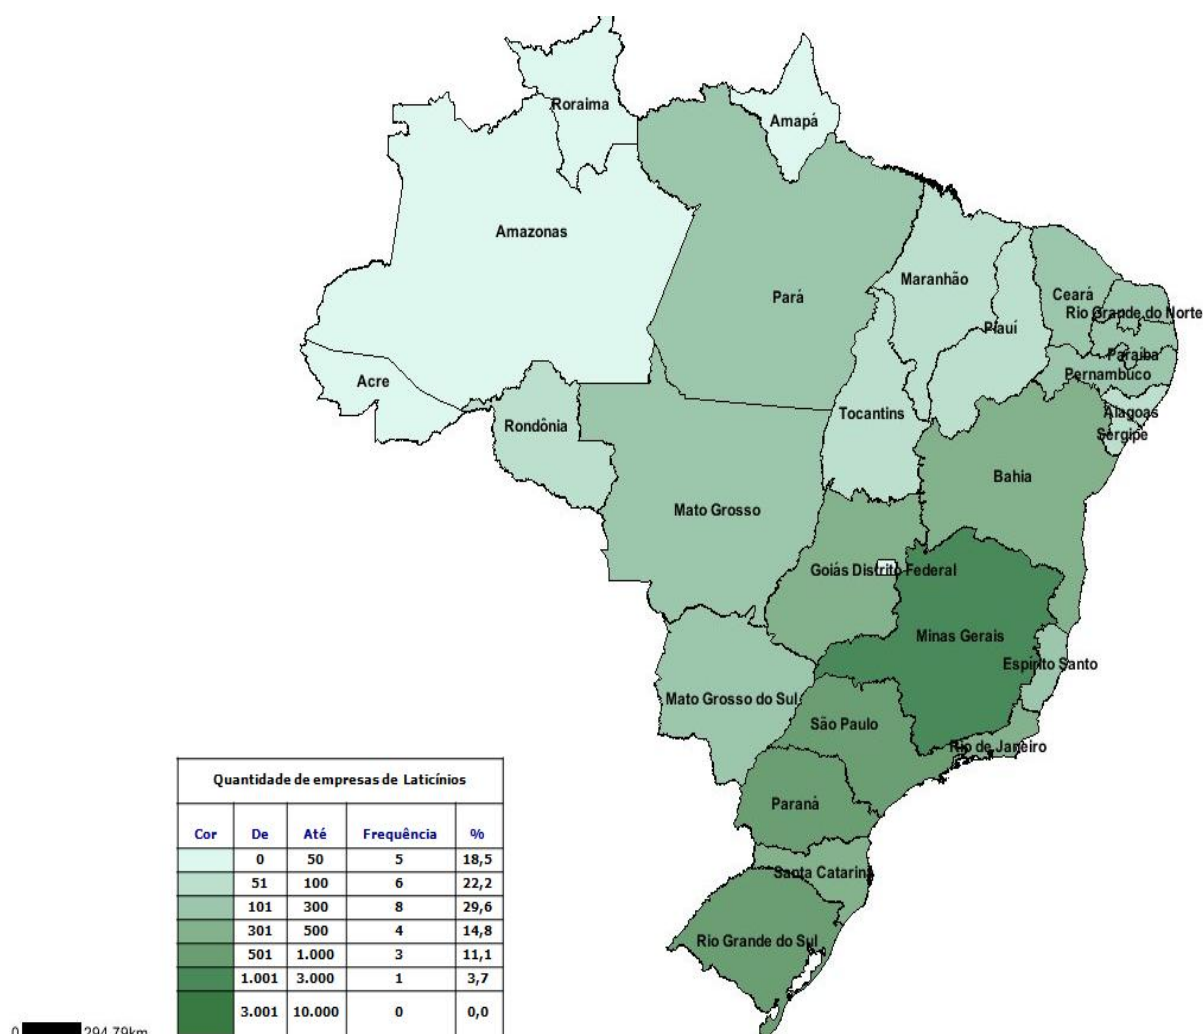 Roraima
Amapá
Amazonas
Maranhão
Pará
Ceará
Rio Grande do Norte
Piauí
Paraíba
Pernambuco
Acre
Tocantins
Alagoas
Rondônia
Sergipe
Bahia
Mato Grosso
Goiás Distrito Federal
Minas Gerais
Espírito Santo
Mato Grosso do Sul
São Paulo
Rio de Janeiro
Paraná
Santa Catarina
Rio Grande do Sul
Quantidade de empresas de Laticínios
Cor De Até Frequência %
0 50 5 18,5
51 100 6 22,2
101 300 8 29,6
301 500 4 14,8
501 1.000 3 11,1
1.001 3.000 1 3,7
3.001 10.000 0 0,0
0 294.79km